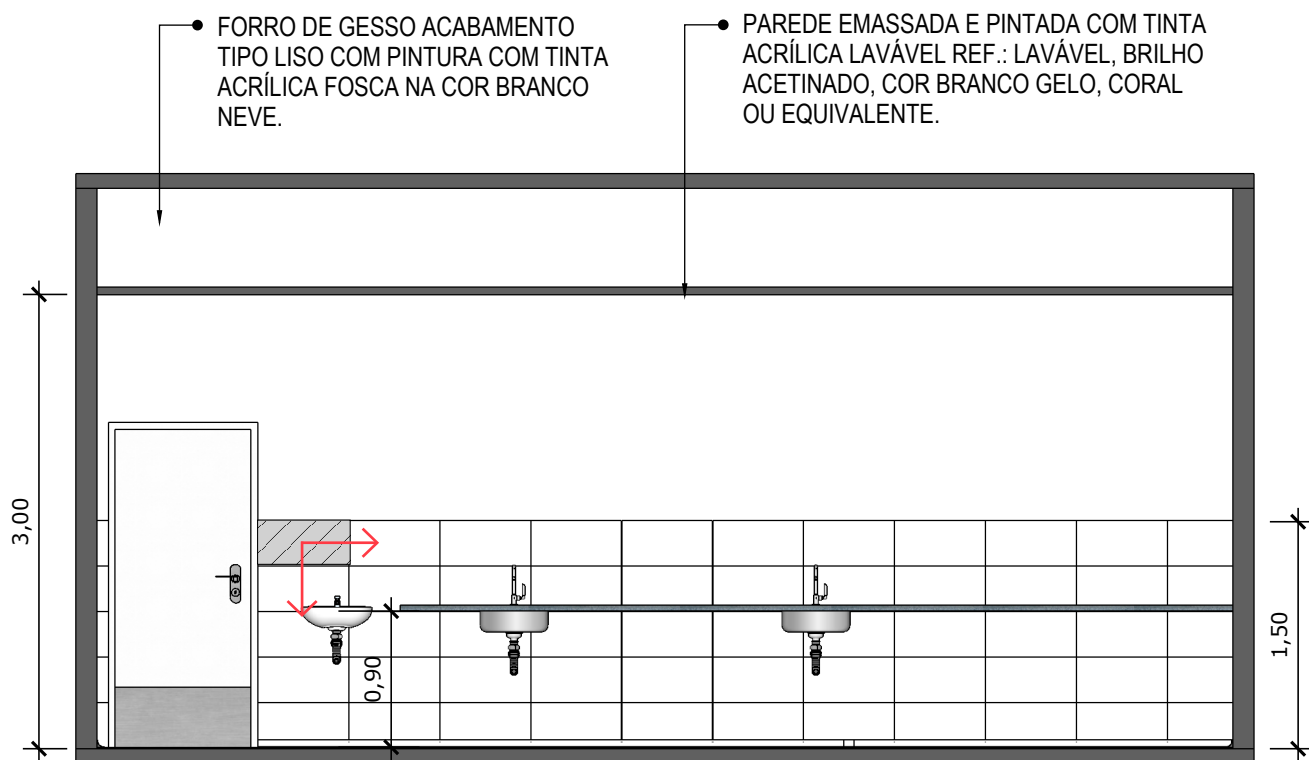 FORRO DE GESSO ACABAMENTO
TIPO LISO COM PINTURA COM TINTA
ACRÍLICA FOSCA NA COR BRANCO
NEVE.
PAREDE EMASSADA E PINTADA COM TINTA
ACRÍLICA LAVÁVEL REF.: LAVÁVEL, BRILHO
ACETINADO, COR BRANCO GELO, CORAL
OU EQUIVALENTE.
3,00
0,90
1,50